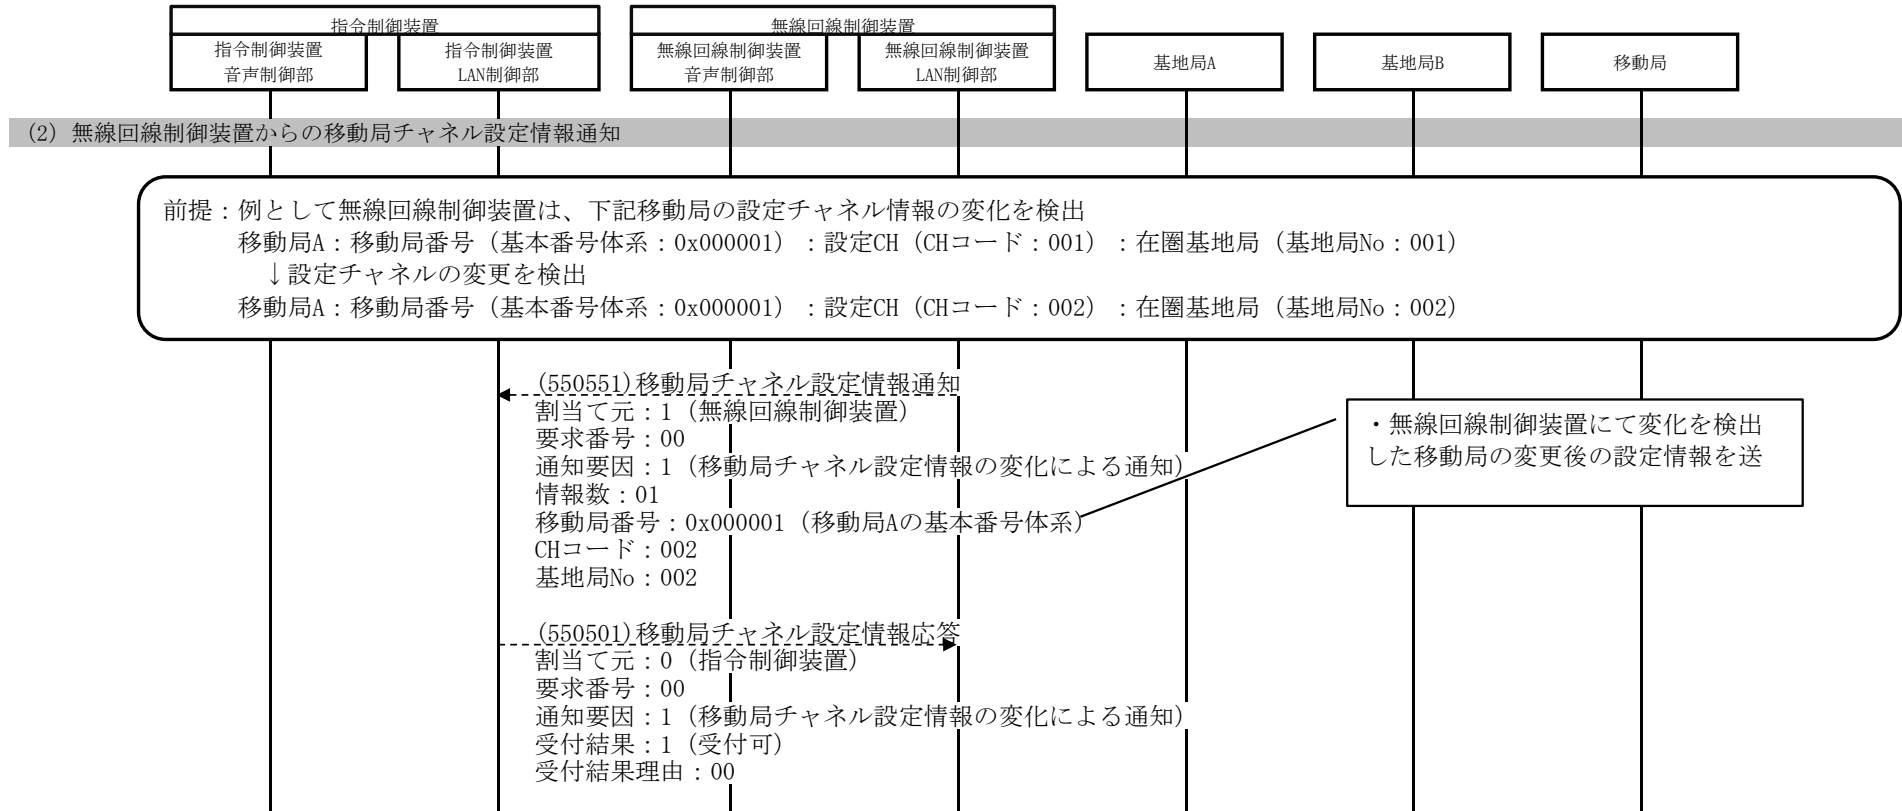 指令制御装置
無線回線制御装置
指令制御装置
音声制御部
指令制御装置
LAN制御部
無線回線制御装置
音声制御部
無線回線制御装置
LAN制御部
基地局A
基地局B
移動局
(2) 無線回線制御装置からの移動局チャネル設定情報通知
前提：例として無線回線制御装置は、下記移動局の設定チャネル情報の変化を検出
移動局A：移動局番号（基本番号体系：0x000001）：設定CH（CHコード：001）：在圏基地局（基地局No：001）
↓設定チャネルの変更を検出
移動局A：移動局番号（基本番号体系：0x000001）：設定CH（CHコード：002）：在圏基地局（基地局No：002）
(550551)移動局チャネル設定情報通知
割当て元：1（無線回線制御装置）
要求番号：00
通知要因：1（移動局チャネル設定情報の変化による通知）
情報数：01
移動局番号：0x000001（移動局Aの基本番号体系）
CHコード：002
基地局No：002
・無線回線制御装置にて変化を検出
した移動局の変更後の設定情報を送
(550501)移動局チャネル設定情報応答
割当て元：0（指令制御装置）
要求番号：00
通知要因：1（移動局チャネル設定情報の変化による通知）
受付結果：1（受付可）
受付結果理由：00